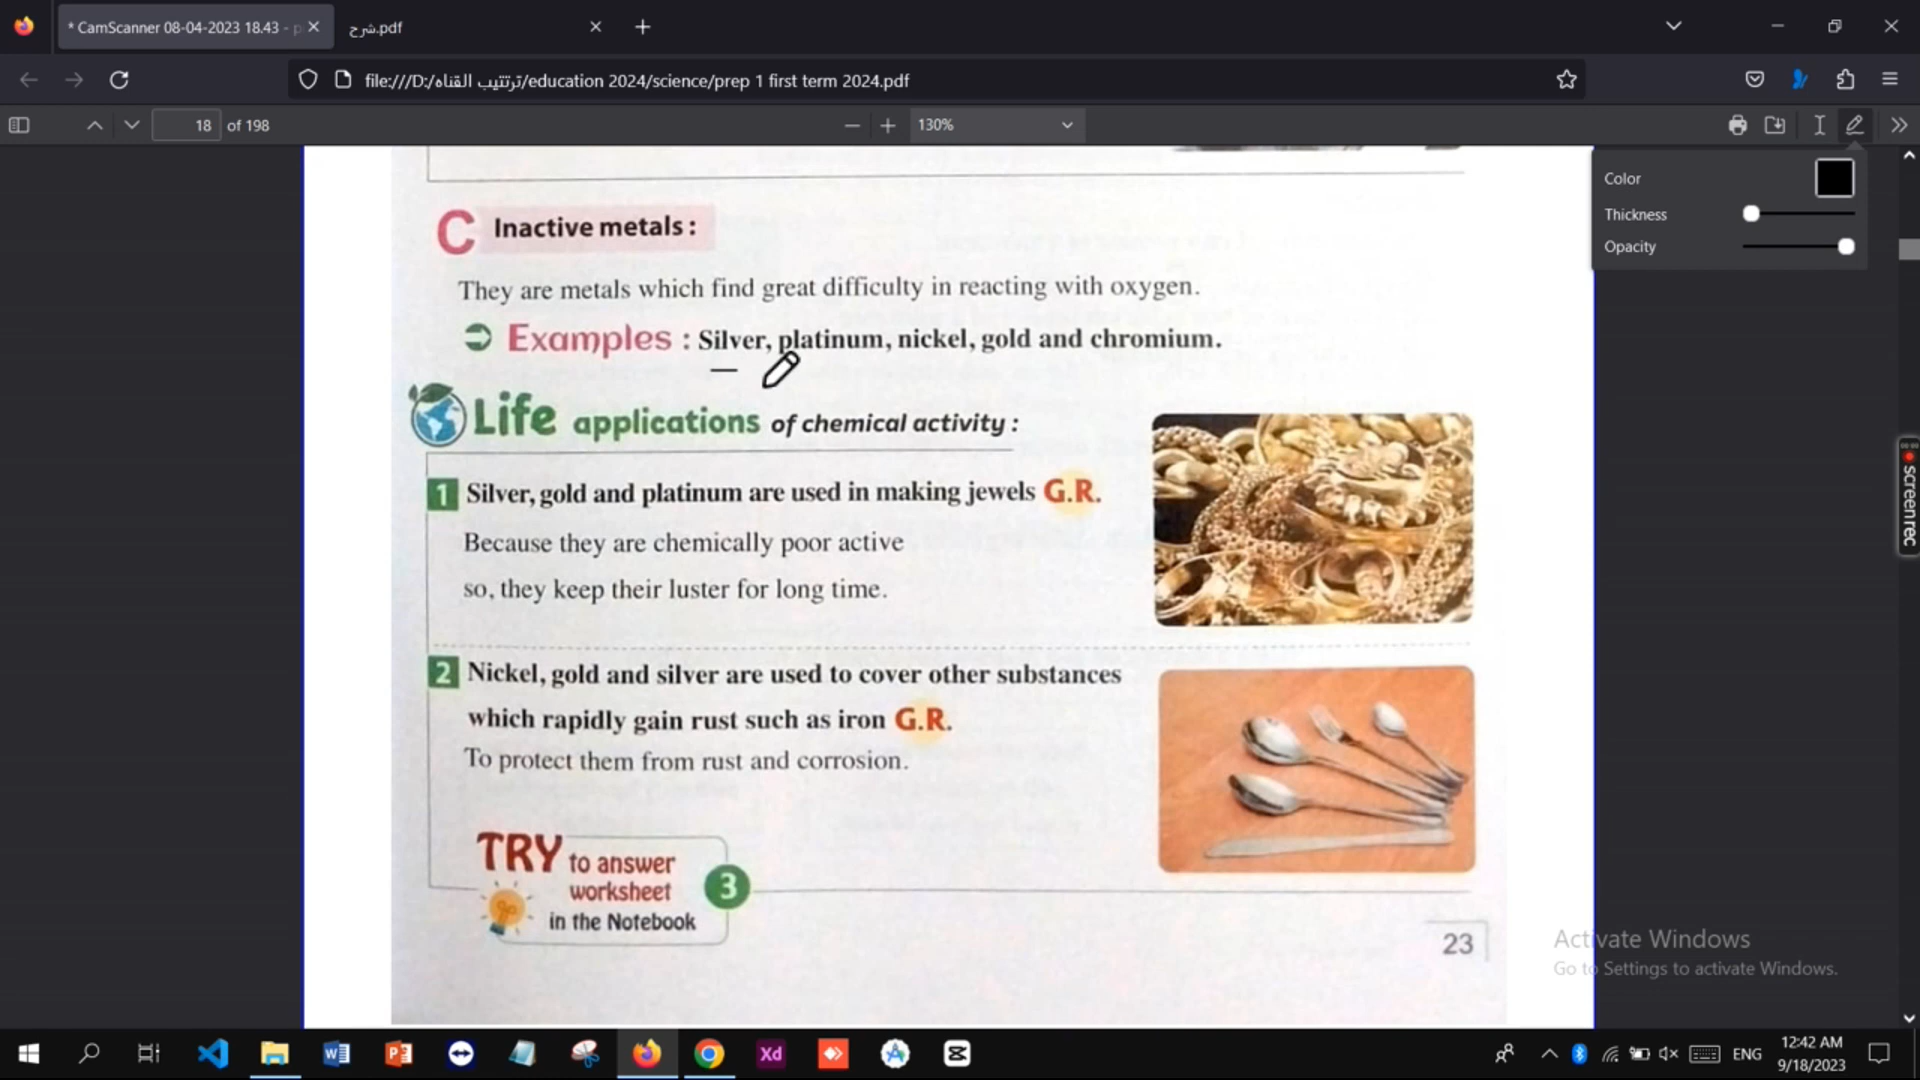 * CamScanner 08-04-2023 18.43 - p
شرح.pdf
file:///D:/ترتتيب القناه/education 2024/science/prep 1 first term 2024.pdf
18 of 198
130%
Color
Thickness
Opacity
C Inactive metals :
They are metals which find great difficulty in reacting with oxygen.
Examples : Silver, platinum, nickel, gold and chromium.
Life applications of chemical activity :
1 Silver, gold and platinum are used in making jewels G.R.
Because they are chemically poor active
so, they keep their luster for long time.
2 Nickel, gold and silver are used to cover other substances
which rapidly gain rust such as iron G.R.
To protect them from rust and corrosion.
TRY to answer
worksheet 3
in the Notebook
23
Activate Windows
Go to Settings to activate Windows.
screenrec
Xd
ENG
12:42 AM
9/18/2023